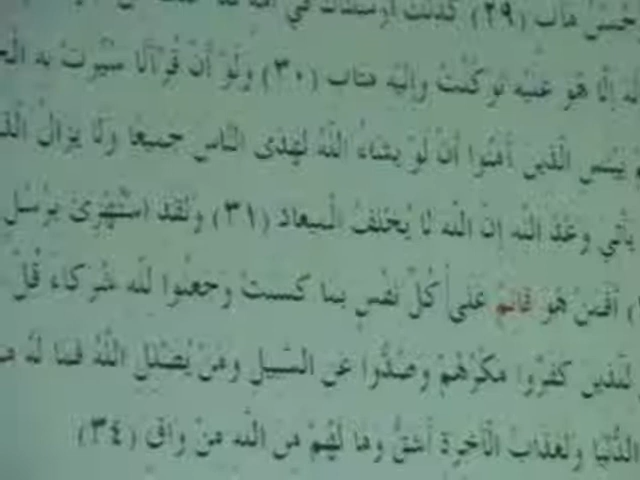 وحسن مآب (٢٩) كذلك أرسلناك في
إلا هو عليه توكلت وإليه متاب (٣٠) ولو أن قرآنا سيرت به
ييئس الذين آمنوا أن لو يشاء الله لهدى الناس جميعا ولا يزال
يأتي وعد الله إن الله لا يخلف الميعاد (٣١) ولقد استهزئ برسل
أفمن هو قائم على كل نفس بما كسبت وجعلوا لله شركاء قل
للذين كفروا مكرهم وصدوا عن السبيل ومن يضلل الله فما له
الدنيا ولعذاب الآخرة أشق وما لهم من الله من واق (٣٤)